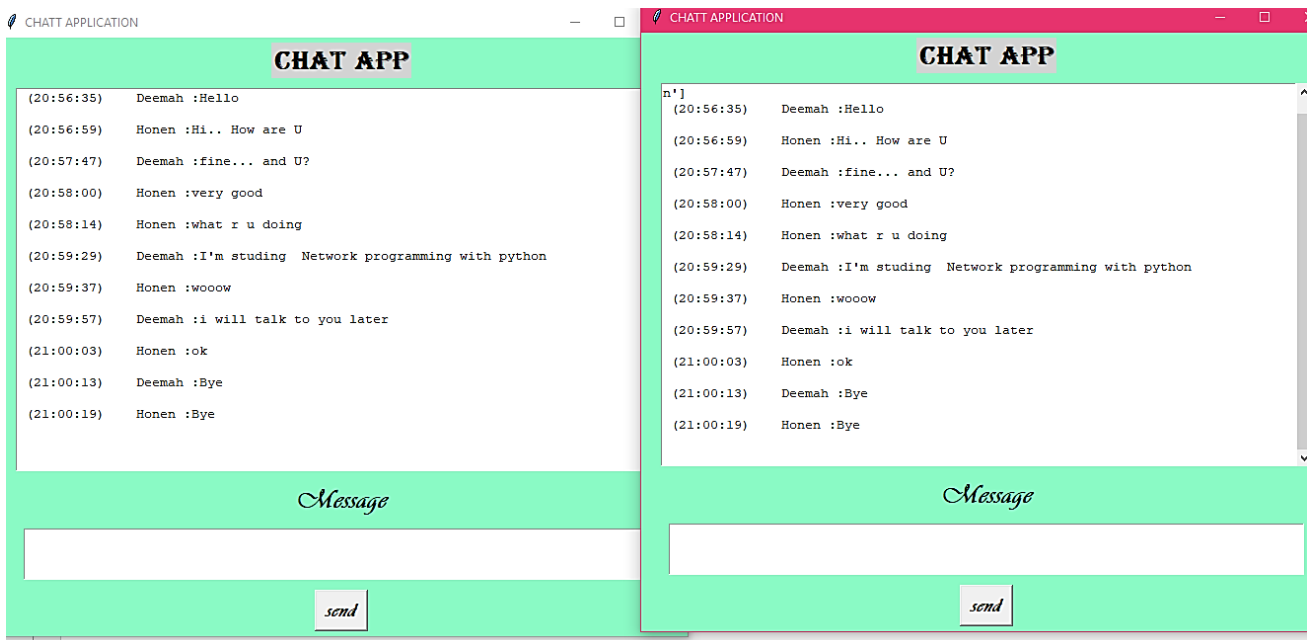 CHATT APPLICATION
CHAT APP
(20:56:35) Deemah :Hello
(20:56:59) Honen :Hi.. How are U
(20:57:47) Deemah :fine... and U?
(20:58:00) Honen :very good
(20:58:14) Honen :what r u doing
(20:59:29) Deemah :I'm studing  Network programming with python
(20:59:37) Honen :wooow
(20:59:57) Deemah :i will talk to you later
(21:00:03) Honen :ok
(21:00:13) Deemah :Bye
(21:00:19) Honen :Bye
Message
send
CHATT APPLICATION
CHAT APP
n']
(20:56:35) Deemah :Hello
(20:56:59) Honen :Hi.. How are U
(20:57:47) Deemah :fine... and U?
(20:58:00) Honen :very good
(20:58:14) Honen :what r u doing
(20:59:29) Deemah :I'm studing  Network programming with python
(20:59:37) Honen :wooow
(20:59:57) Deemah :i will talk to you later
(21:00:03) Honen :ok
(21:00:13) Deemah :Bye
(21:00:19) Honen :Bye
Message
send